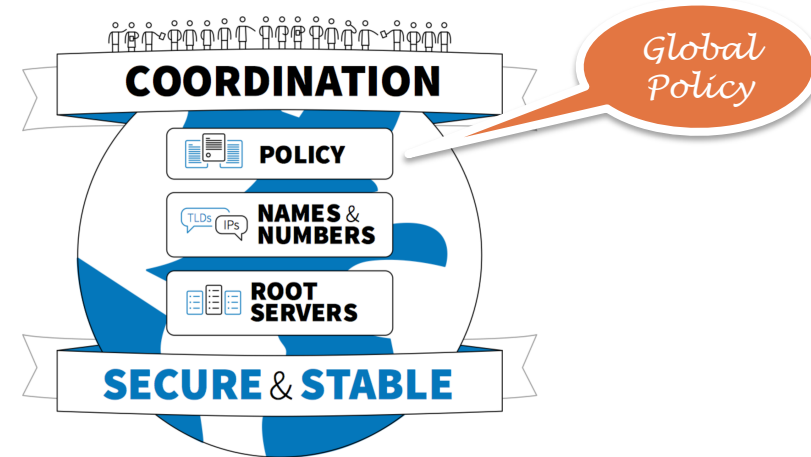 COORDINATION
Global
Policy
POLICY
TLDs
IPs
NAMES &
NUMBERS
ROOT
SERVERS
SECURE & STABLE